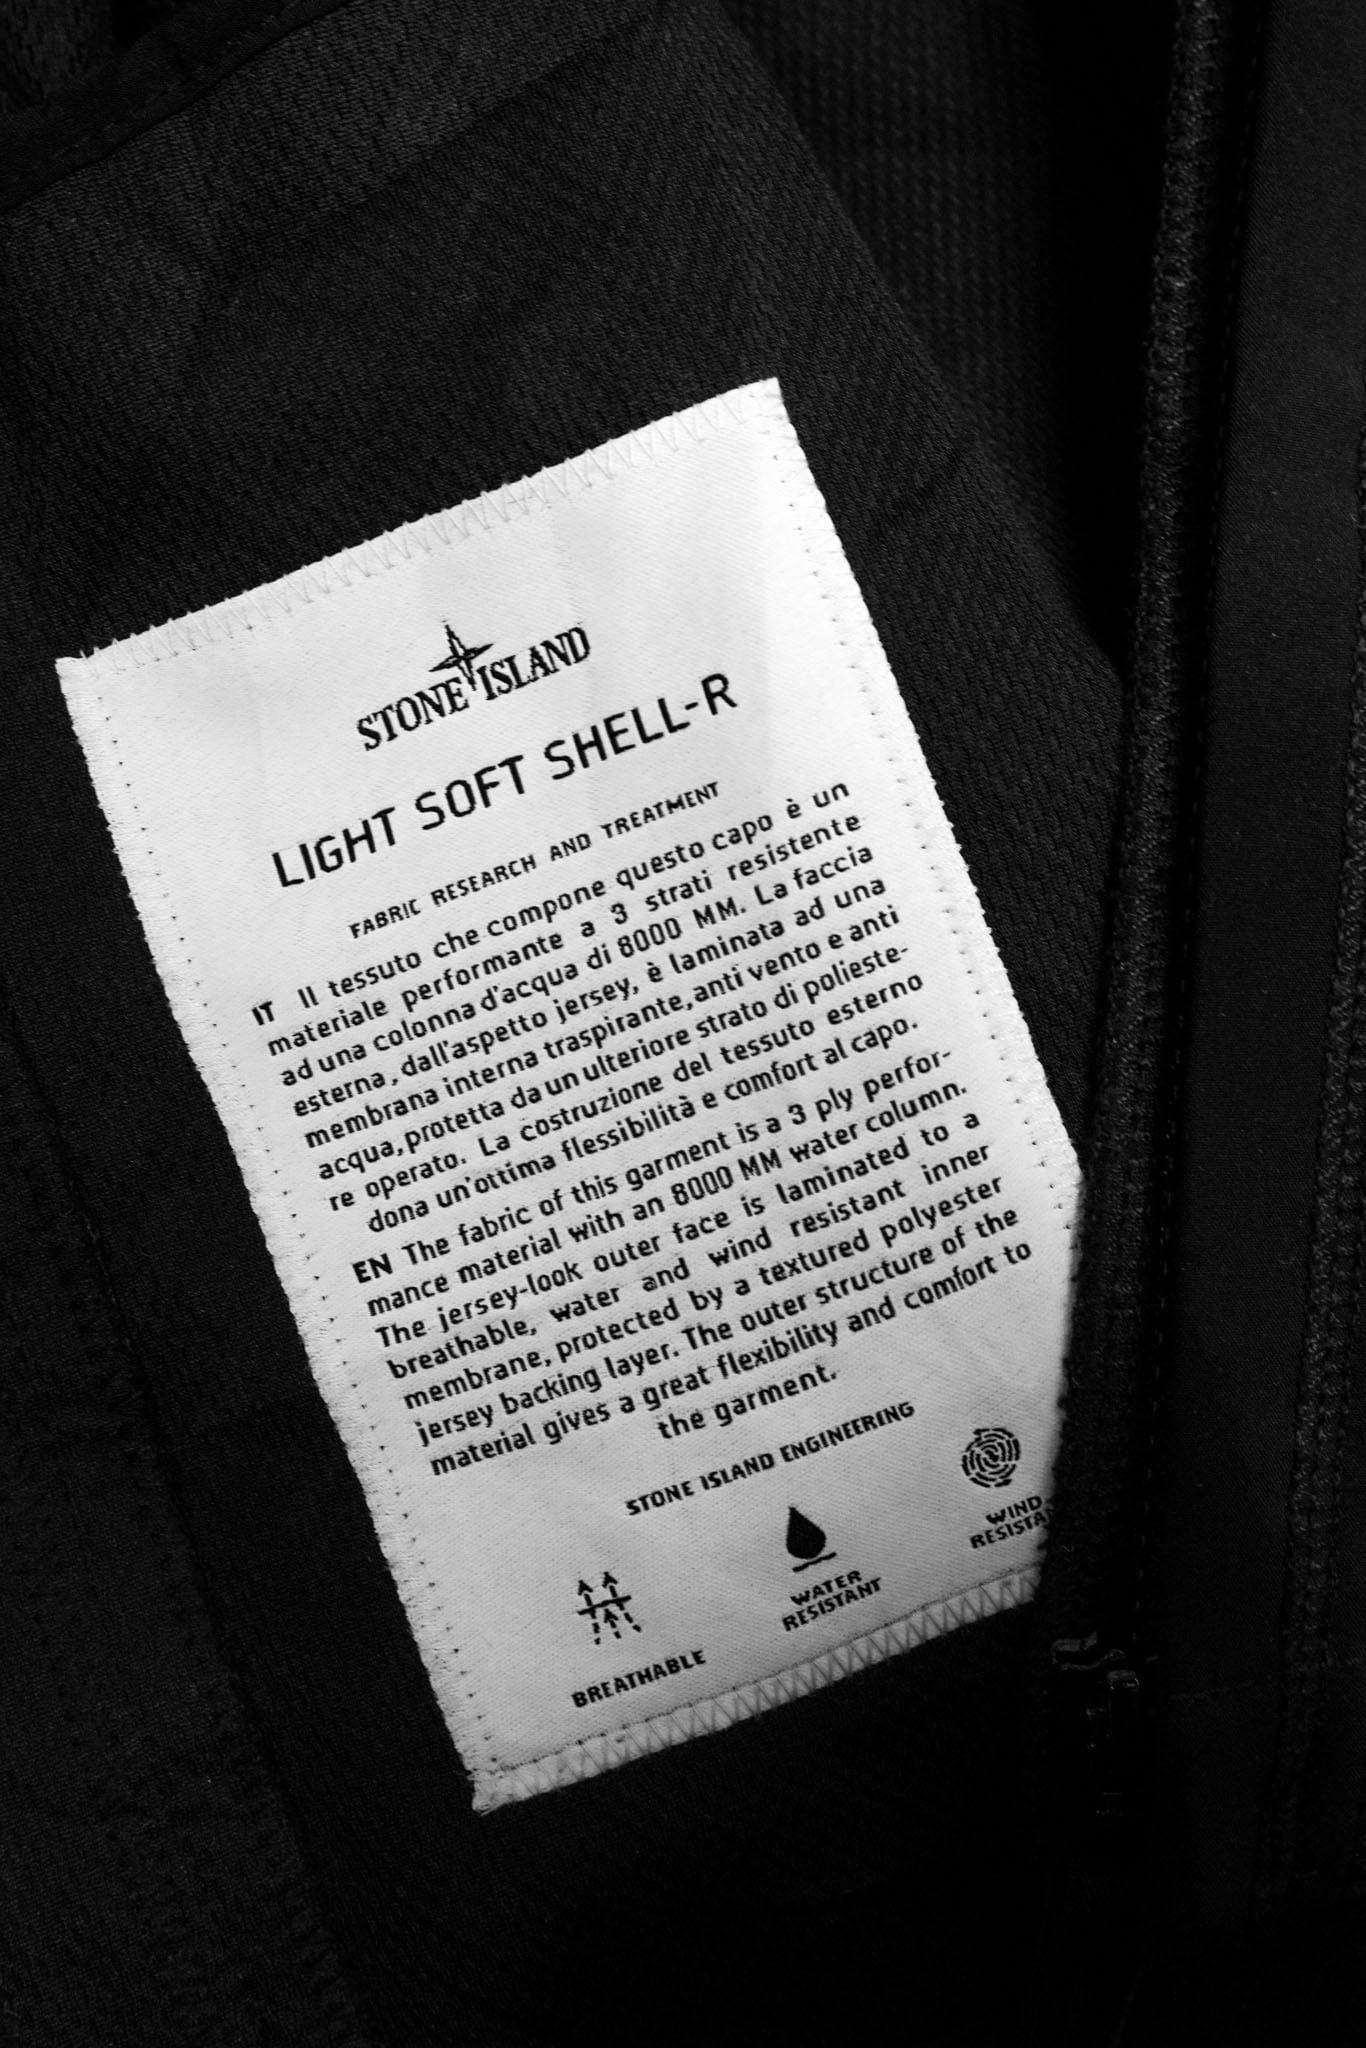 STONE ISLAND
LIGHT SOFT SHELL-R
FABRIC RESEARCH AND TREATMENT
IT Il tessuto che compone questo capo è un
materiale performante a 3 strati resistente
ad una colonna d'acqua di 8000 MM. La faccia
esterna, dall'aspetto jersey, è laminata ad una
membrana interna traspirante, anti vento e anti
acqua, protetta da un ulteriore strato di polieste-
re operato. La costruzione del tessuto esterno
dona un'ottima flessibilità e comfort al capo.
EN The fabric of this garment is a 3 ply perfor-
mance material with an 8000 MM water column.
The jersey-look outer face is laminated to a
breathable, water and wind resistant inner
membrane, protected by a textured polyester
jersey backing layer. The outer structure of the
material gives a great flexibility and comfort to
the garment.
STONE ISLAND ENGINEERING
BREATHABLE
WATER
RESISTANT
WIND
RESISTA